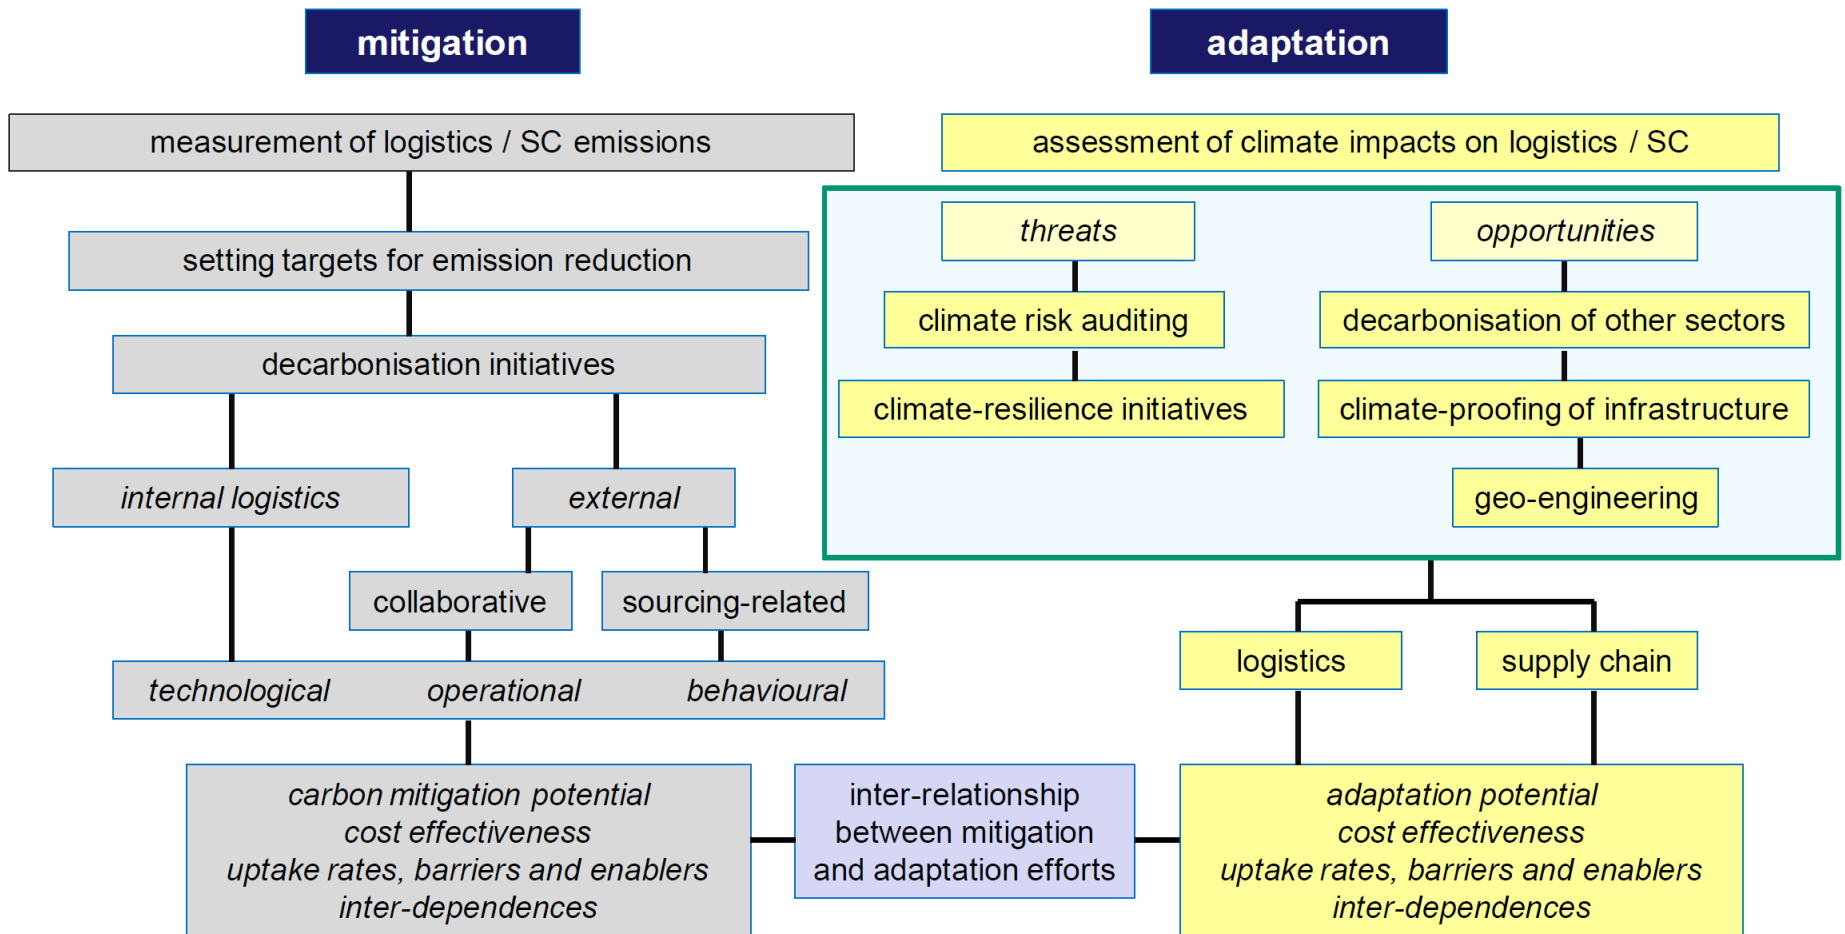 mitigation
adaptation
measurement of logistics / SC emissions
assessment of climate impacts on logistics / SC
setting targets for emission reduction
threats
opportunities
climate risk auditing
decarbonisation of other sectors
decarbonisation initiatives
climate-resilience initiatives
climate-proofing of infrastructure
internal logistics
external
geo-engineering
collaborative
sourcing-related
logistics
supply chain
technological
operational
behavioural
carbon mitigation potential
cost effectiveness
uptake rates, barriers and enablers
inter-dependences
inter-relationship
between mitigation
and adaptation efforts
adaptation potential
cost effectiveness
uptake rates, barriers and enablers
inter-dependences